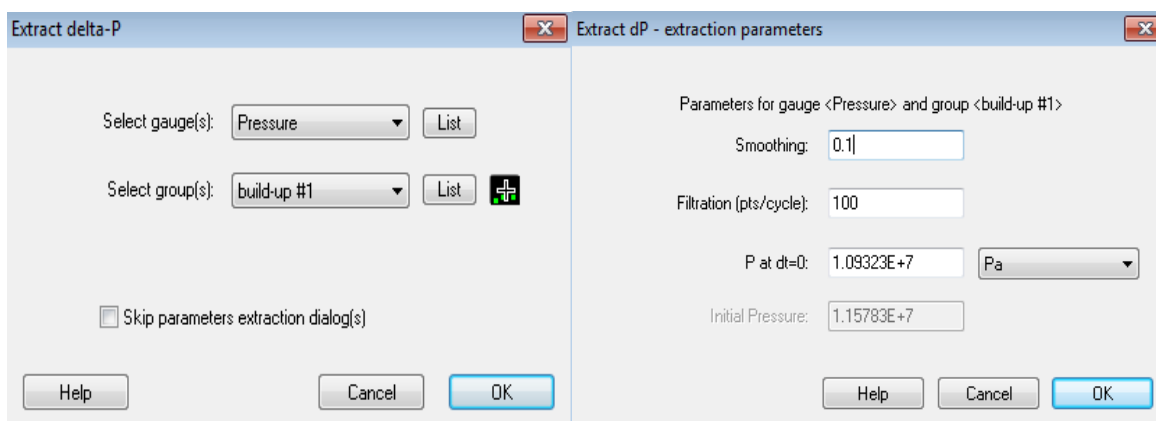 Extract delta-P
Select gauge(s): Pressure List
Select group(s): build-up #1 List
Skip parameters extraction dialog(s)
Help Cancel OK
Extract dP - extraction parameters
Parameters for gauge <Pressure> and group <build-up #1>
Smoothing: 0.1
Filtration (pts/cycle): 100
P at dt=0: 1.09323E+7 Pa
Initial Pressure: 1.15783E+7
Help Cancel OK